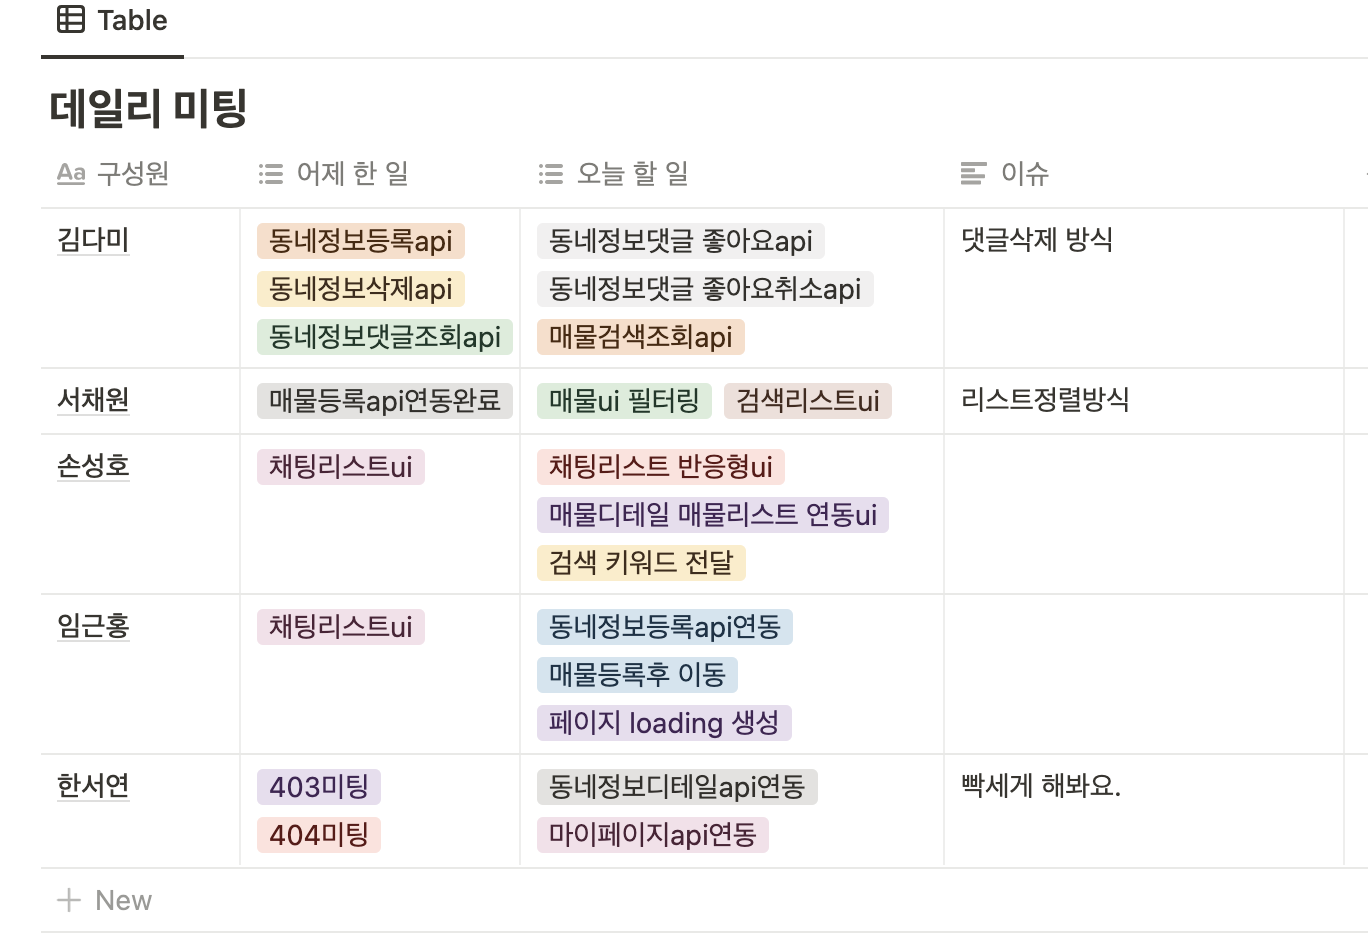 Table
데일리 미팅
Aa 구성원 어제 한 일 오늘 할 일 이슈
김다미 동네정보등록api 동네정보댓글 좋아요api 댓글삭제 방식
동네정보삭제api 동네정보댓글 좋아요취소api
동네정보댓글조회api 매물검색조회api
서채원 매물등록api연동완료 매물ui 필터링 검색리스트ui 리스트정렬방식
손성호 채팅리스트ui 채팅리스트 반응형ui
매물디테일 매물리스트 연동ui
검색 키워드 전달
임근홍 채팅리스트ui 동네정보등록api연동
매물등록후 이동
페이지 loading 생성
한서연 403미팅 동네정보디테일api연동 빡세게 해봐요.
404미팅 마이페이지api연동
New